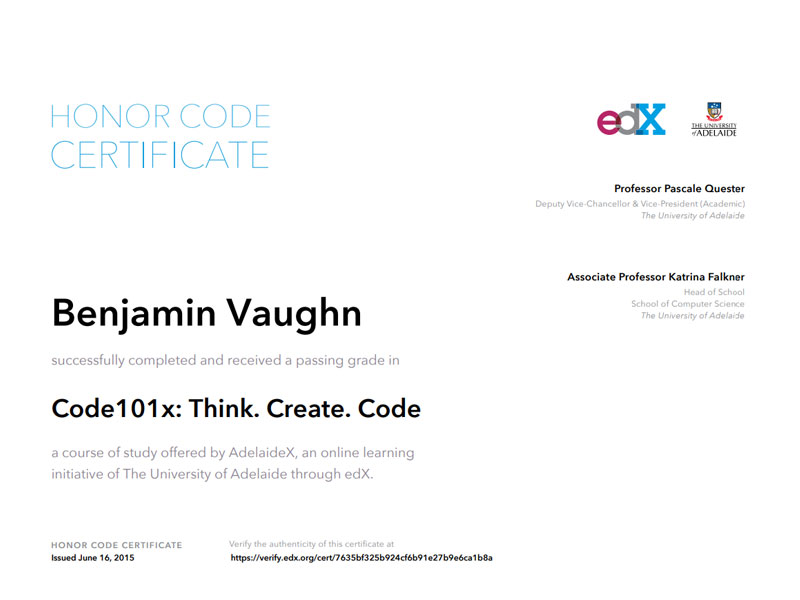 HONOR CODE
CERTIFICATE
edX
THE UNIVERSITY
of ADELAIDE
Professor Pascale Quester
Deputy Vice-Chancellor & Vice-President (Academic)
The University of Adelaide
Associate Professor Katrina Falkner
Head of School
School of Computer Science
The University of Adelaide
Benjamin Vaughn
successfully completed and received a passing grade in
Code101x: Think. Create. Code
a course of study offered by AdelaideX, an online learning
initiative of The University of Adelaide through edX.
HONOR CODE CERTIFICATE
Issued June 16, 2015
Verify the authenticity of this certificate at
https://verify.edx.org/cert/7635bf325b924cf6b91e27b9e6ca1b8a